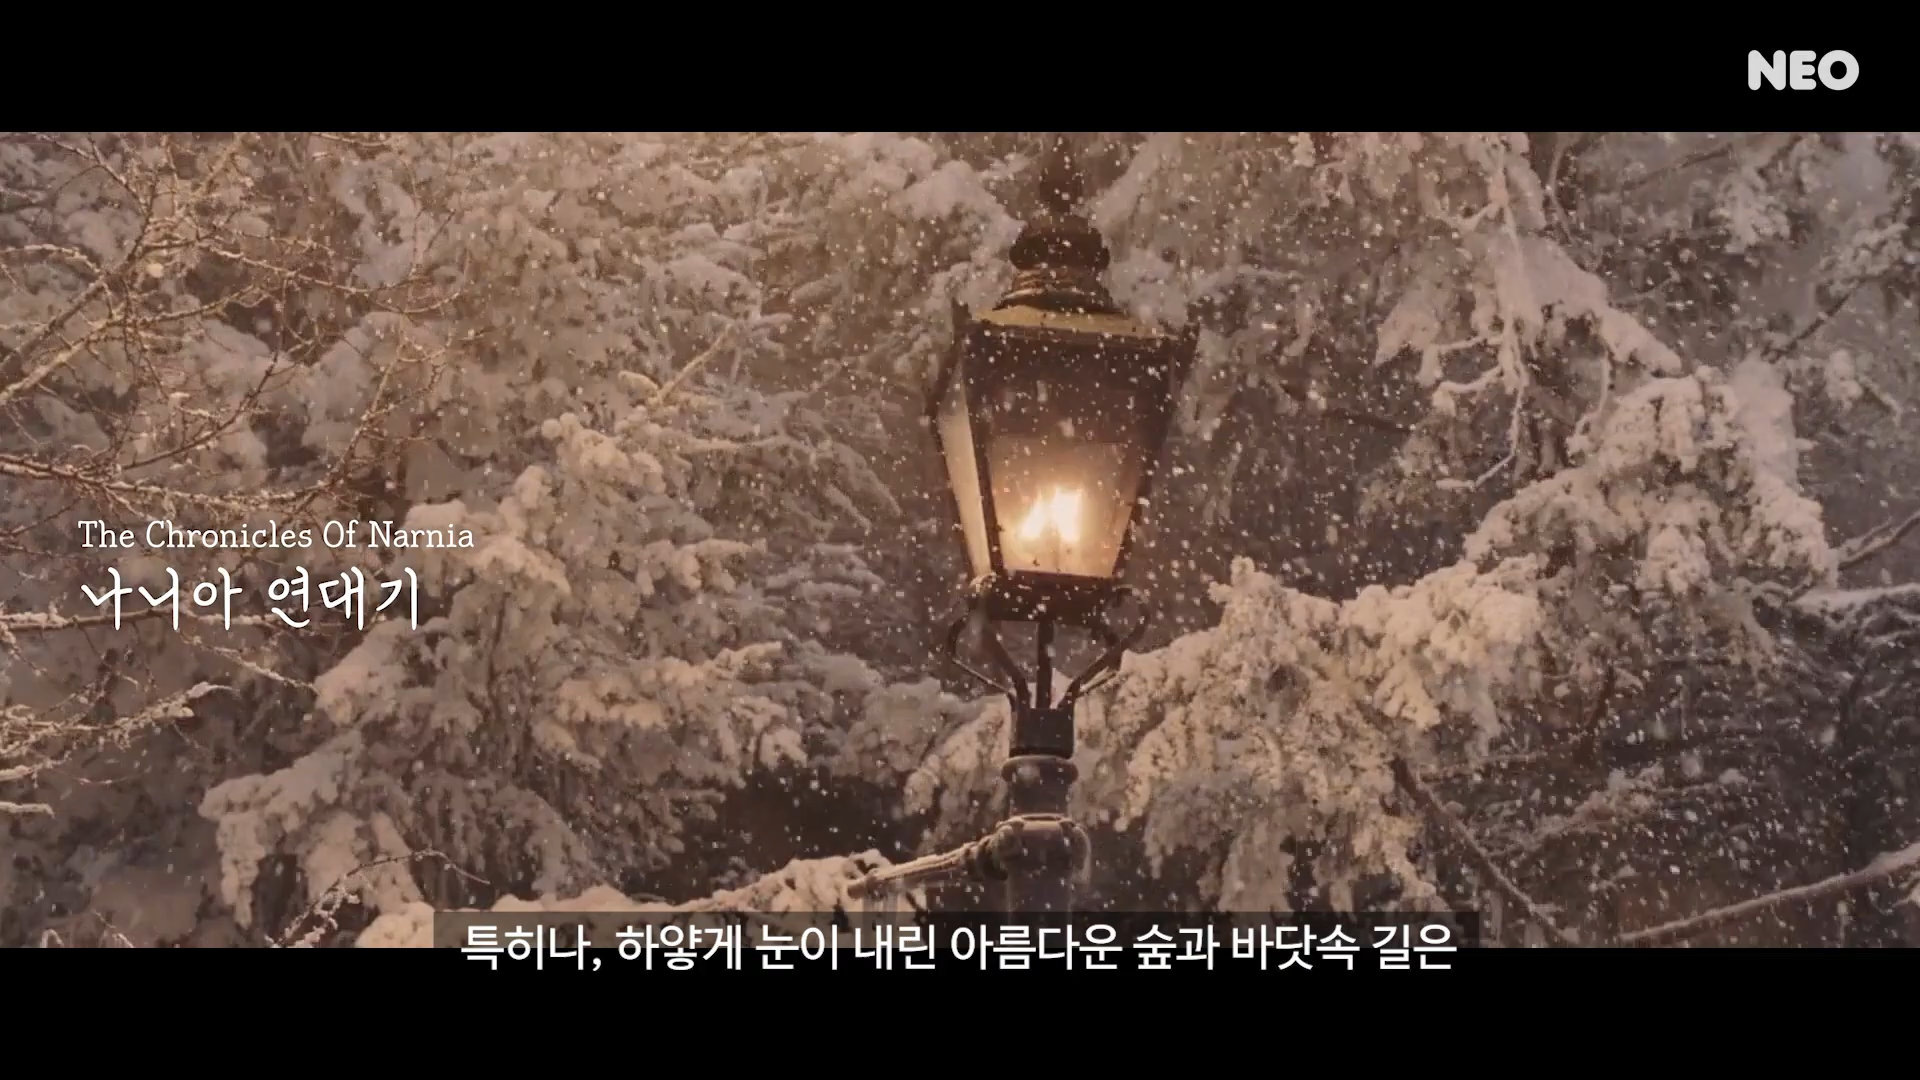 NEO
The Chronicles Of Narnia
나니아 연대기
특히나, 하얗게 눈이 내린 아름다운 숲과 바닷속 길은